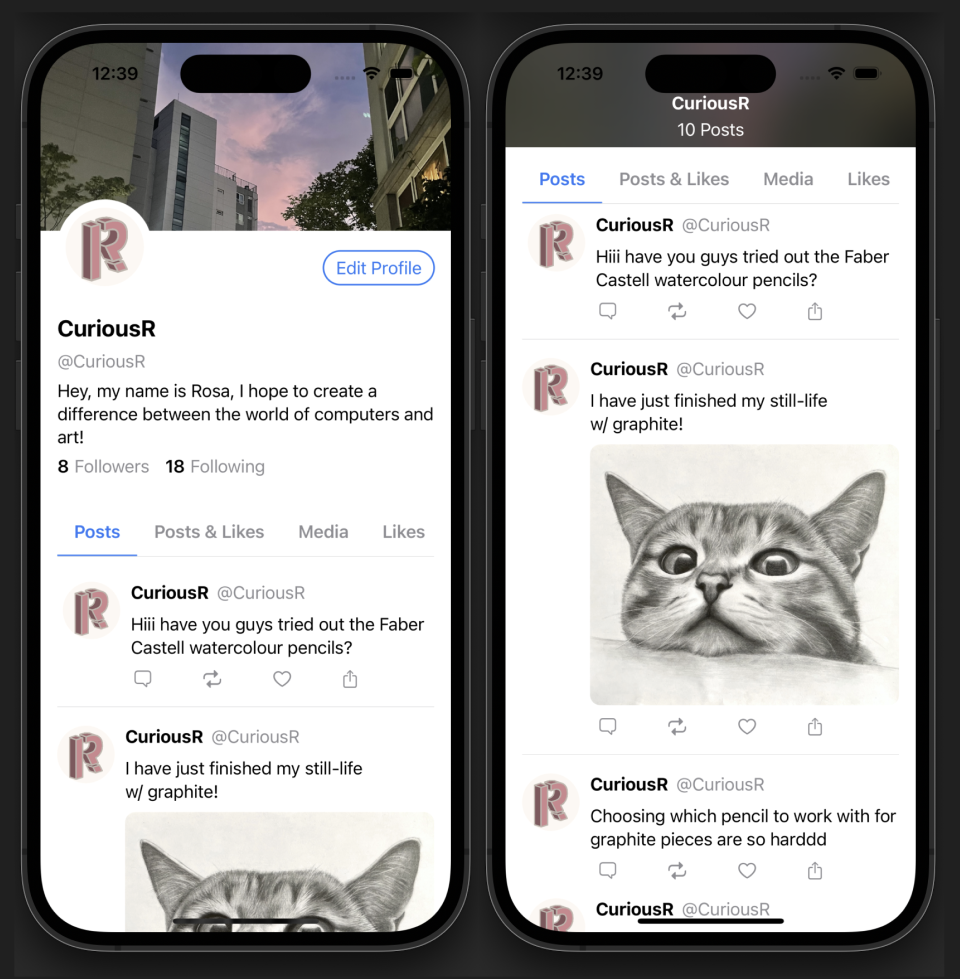 12:39
R
Edit Profile
CuriousR
@CuriousR
Hey, my name is Rosa, I hope to create a
difference between the world of computers and
art!
8 Followers 18 Following
Posts Posts & Likes Media Likes
R
CuriousR @CuriousR
Hiii have you guys tried out the Faber
Castell watercolour pencils?
R
CuriousR @CuriousR
I have just finished my still-life
w/ graphite!
12:39
CuriousR
10 Posts
Posts Posts & Likes Media Likes
R
CuriousR @CuriousR
Hiii have you guys tried out the Faber
Castell watercolour pencils?
R
CuriousR @CuriousR
I have just finished my still-life
w/ graphite!
R
CuriousR @CuriousR
Choosing which pencil to work with for
graphite pieces are so harddd
R
CuriousR @CuriousR